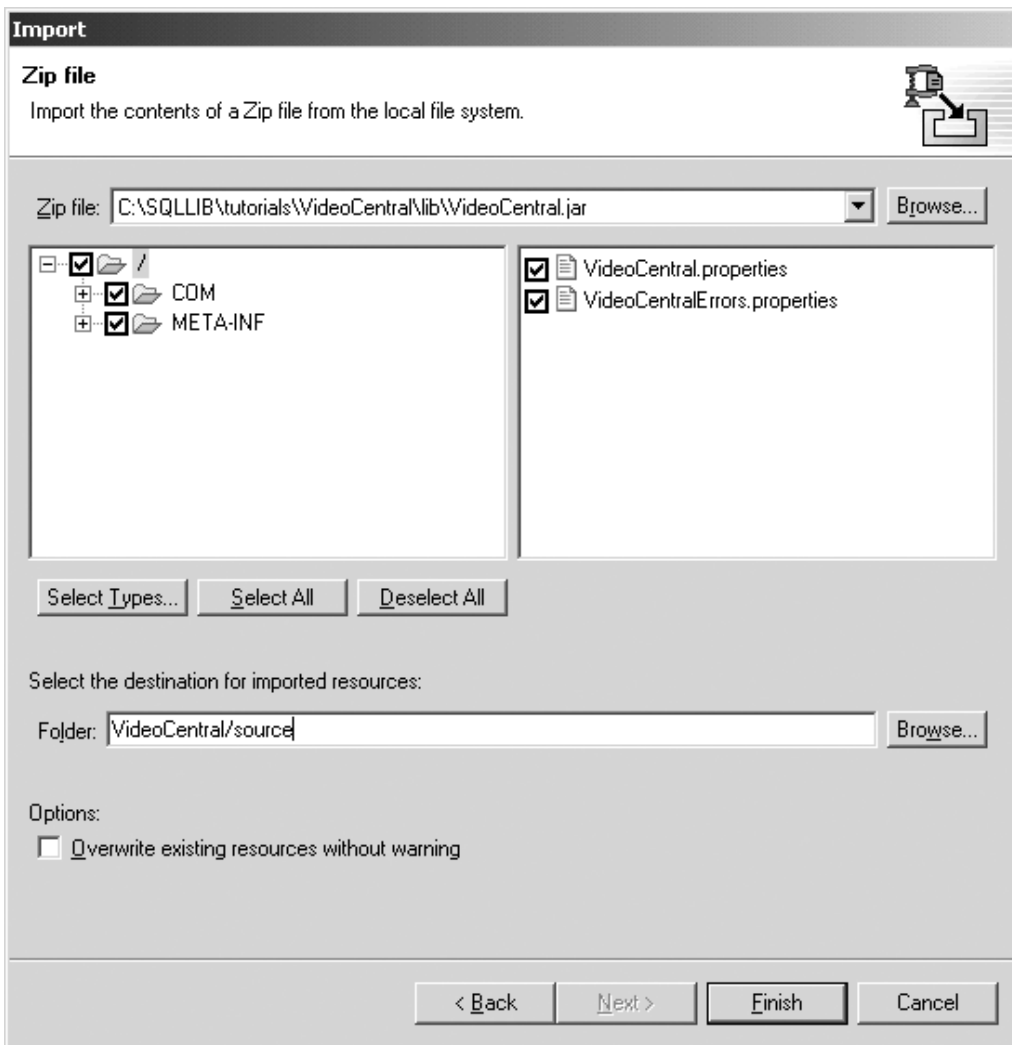 Import
Zip file
Import the contents of a Zip file from the local file system.
Zip file: C:\SQLLIB\tutorials\VideoCentral\lib\VideoCentral.jar Browse...
/
COM
META-INF
VideoCentral.properties
VideoCentralErrors.properties
Select Types... Select All Deselect All
Select the destination for imported resources:
Folder: VideoCentral/source Browse...
Options:
Overwrite existing resources without warning
< Back Next > Finish Cancel